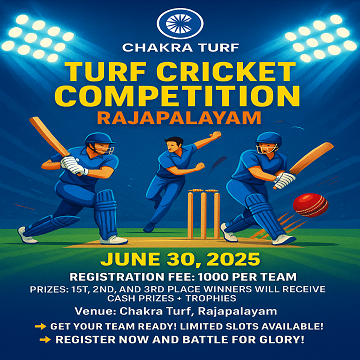 CHAKRA TURF
TURF CRICKET
COMPETITION
RAJAPALAYAM
JUNE 30, 2025
REGISTRATION FEE: 1000 PER TEAM
PRIZES: 1ST, 2ND, AND 3RD PLACE WINNERS WILL RECEIVE
CASH PRIZES + TROPHIES
Venue: Chakra Turf, Rajapalayam
→ GET YOUR TEAM READY! LIMITED SLOTS AVAILABLE!
→ REGISTER NOW AND BATTLE FOR GLORY!